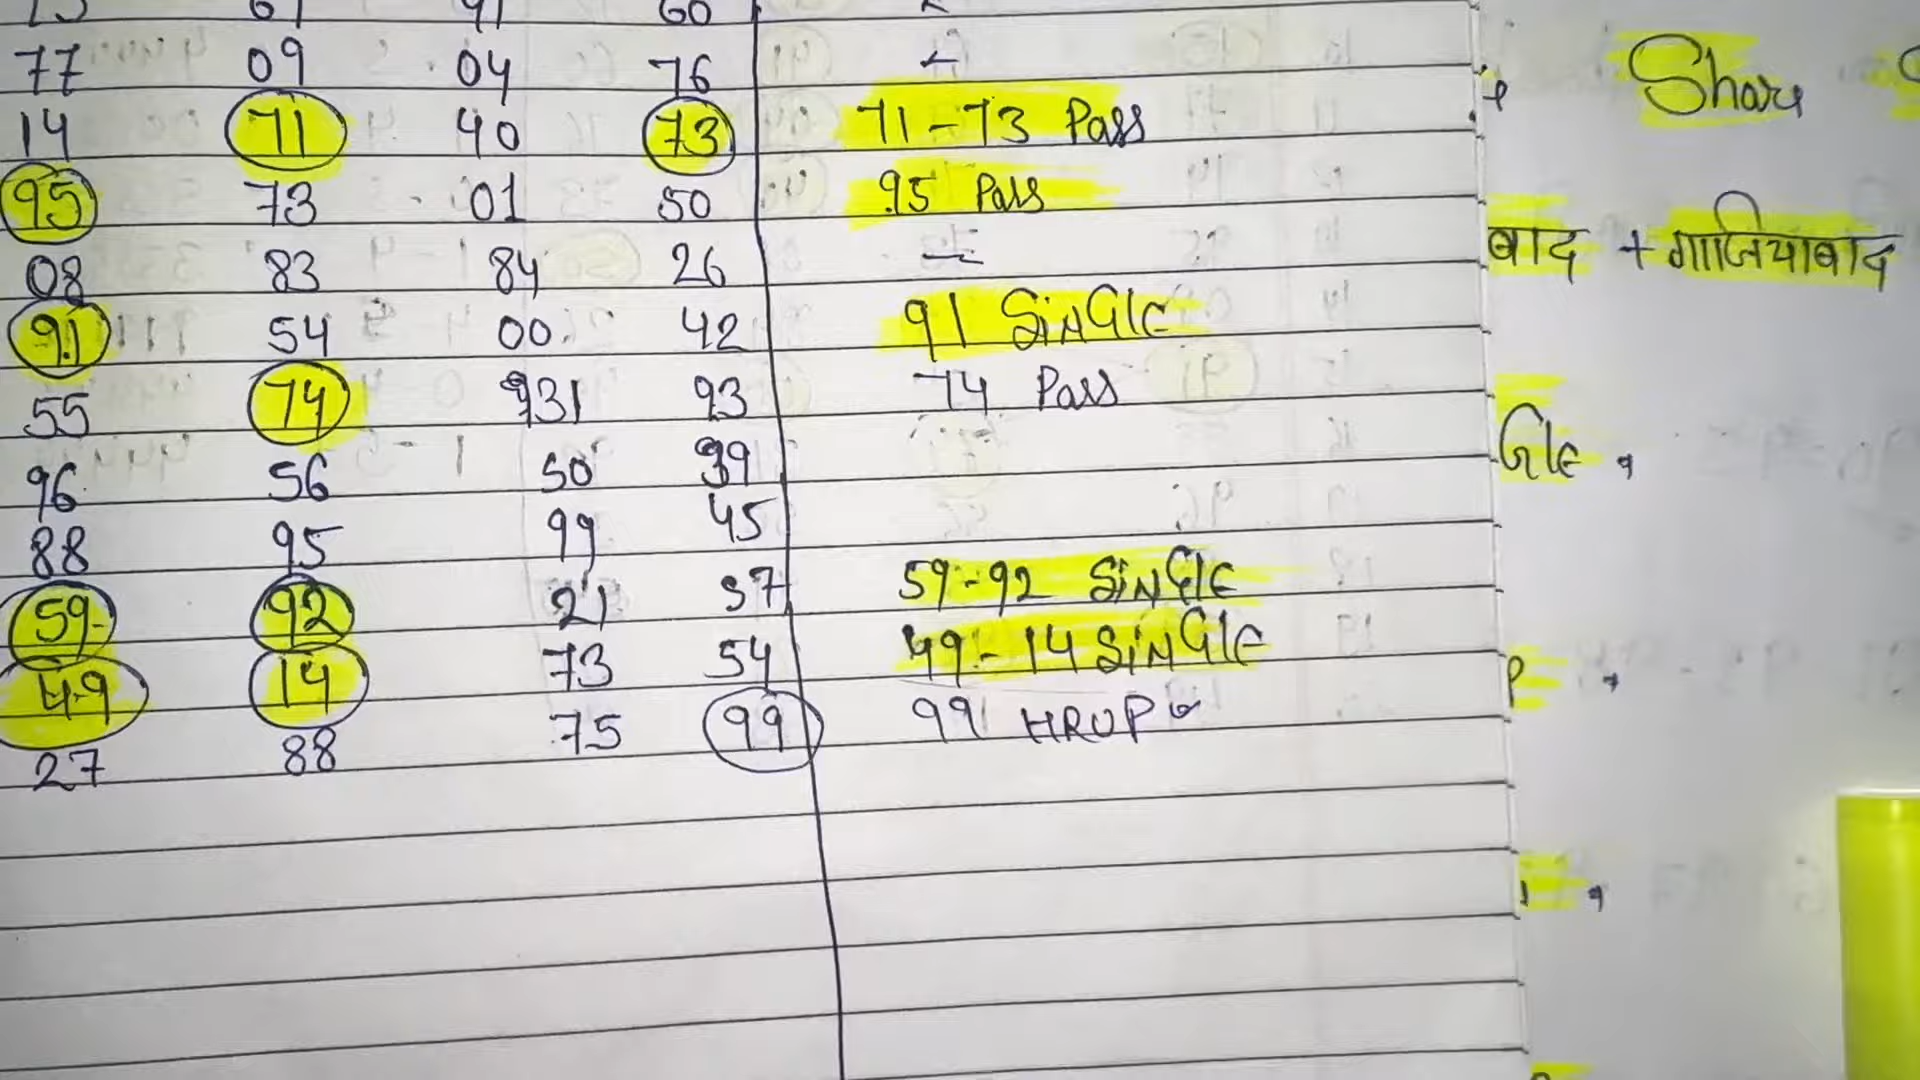 60
77 09 04 76
14 71 40 73 71-73 Pass
95 73 01 50 95 Pass
08 83 84 26
91 54 00 42 91 SiNGlE
55 74 31 93 74 Pass
96 56 50 39
88 95 99 45
59 92 21 37 59-92 SiNGlE
49 14 73 54 49-14 SiNGlE
27 88 75 99 99 HRUP
Share
बाद + गाजियाबाद
GlE